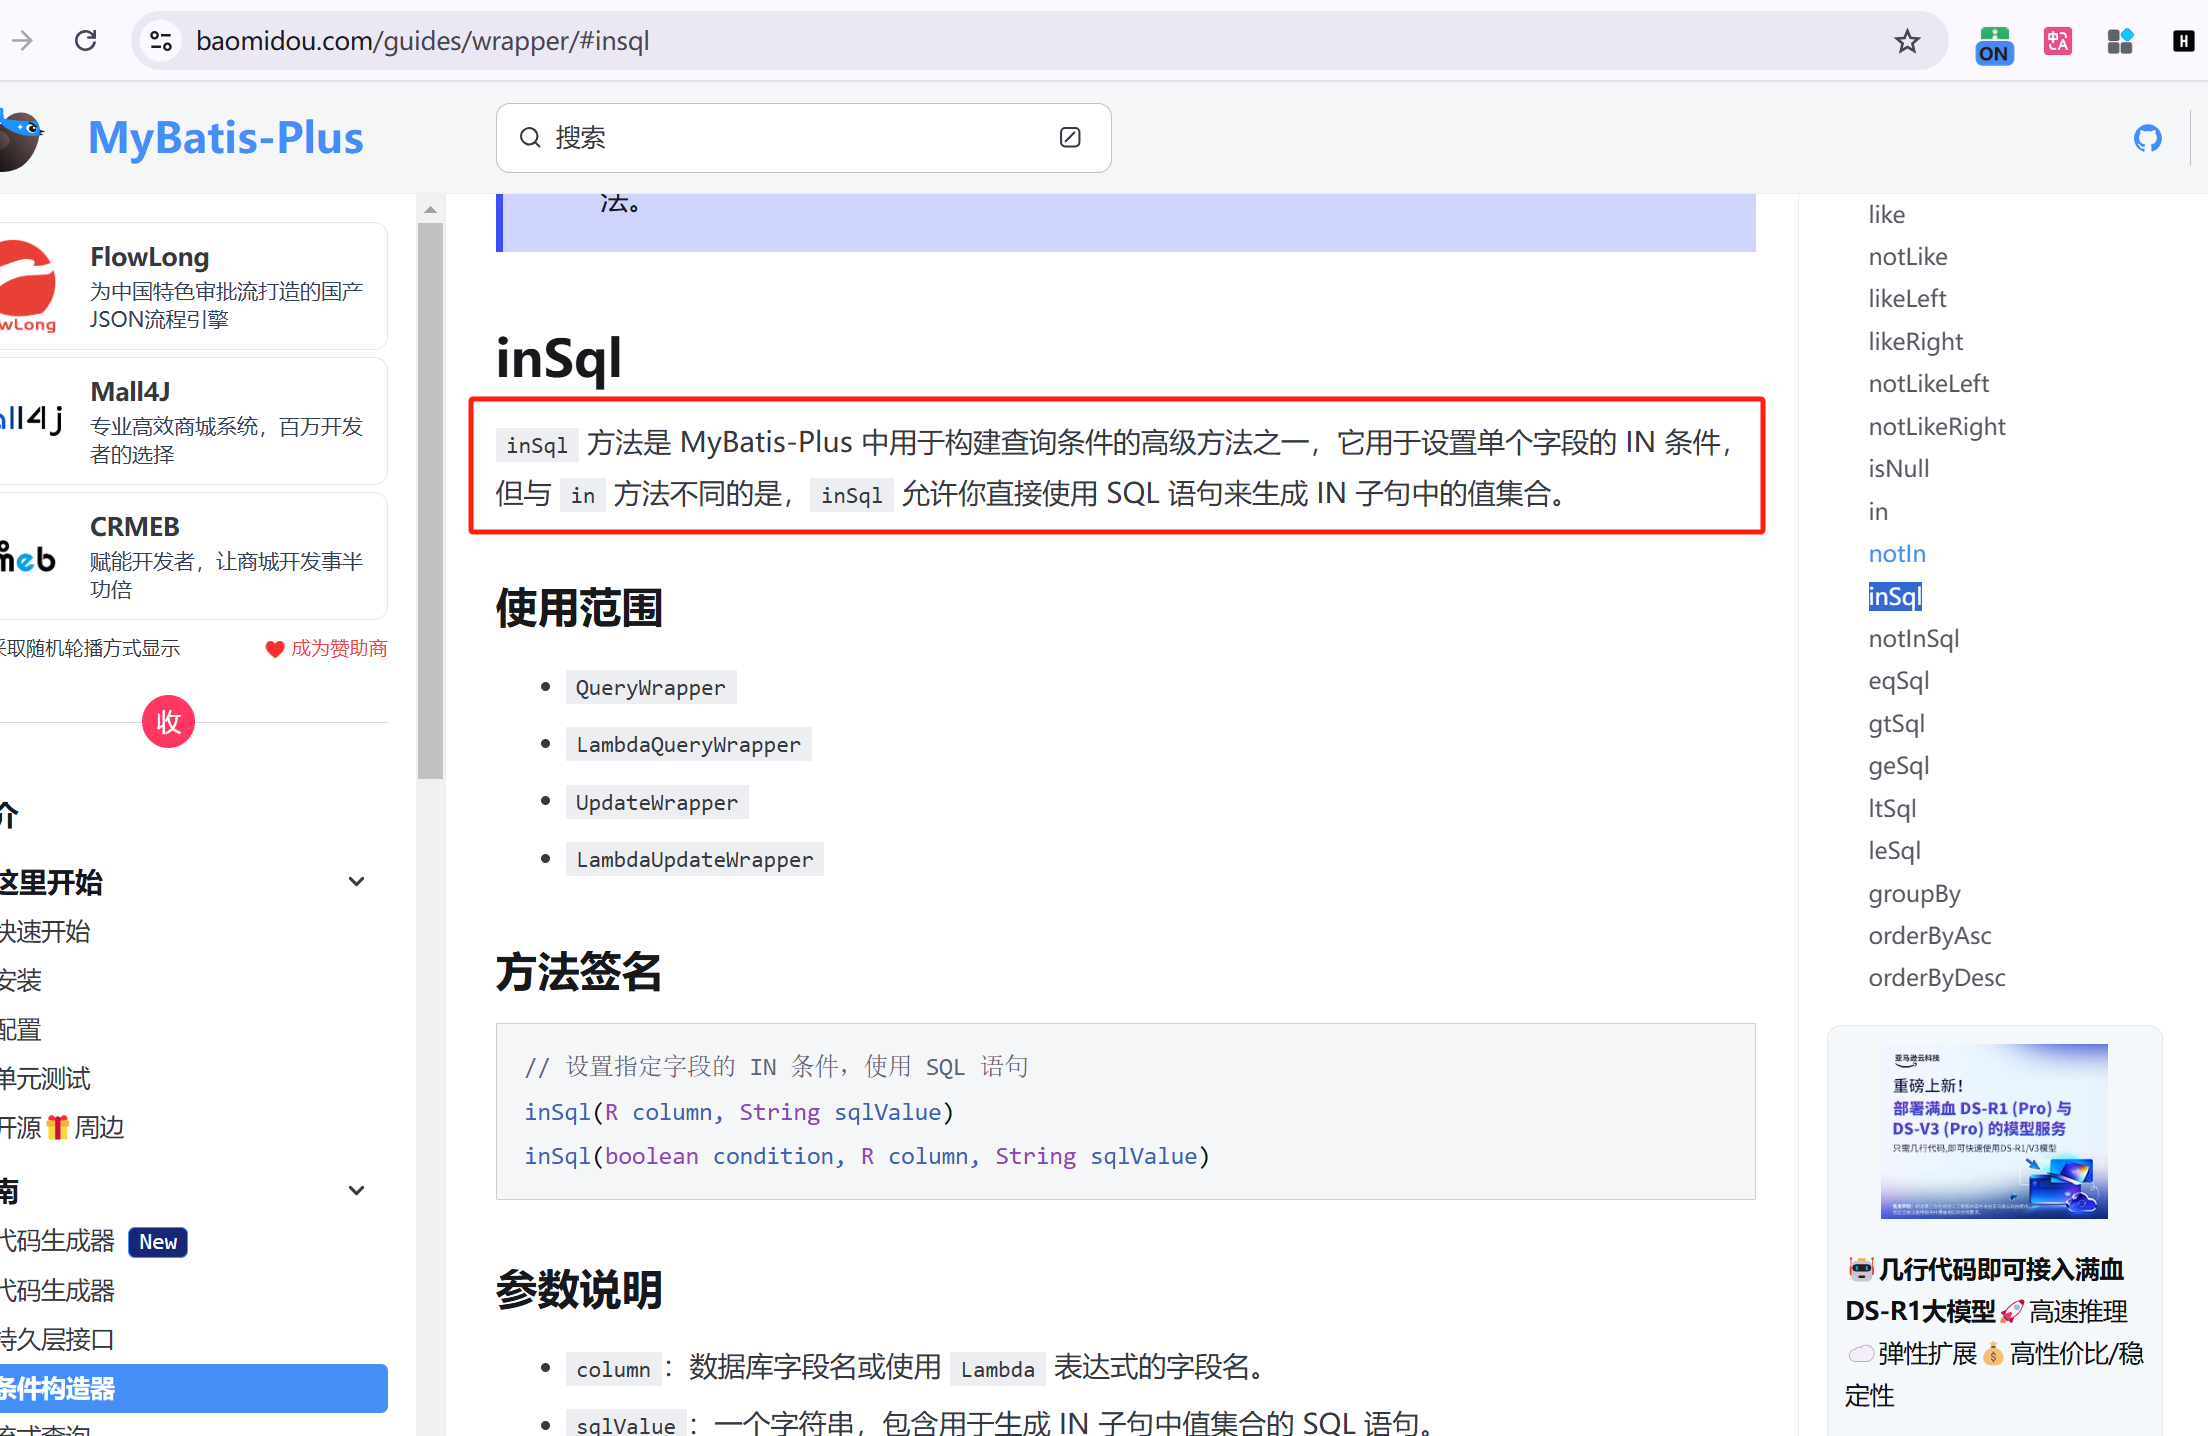 baomidou.com/guides/wrapper/#insql
ON
中A
H
MyBatis-Plus
搜索
FlowLong
为中国特色审批流打造的国产
JSON流程引擎
wLong
Mall4J
专业高效商城系统，百万开发
者的选择
all4j
CRMEB
赋能开发者，让商城开发事半
功倍
meb
采取随机轮播方式显示
成为赞助商
收
介
这里开始
快速开始
安装
配置
单元测试
开源🎁周边
南
代码生成器 New
代码生成器
持久层接口
条件构造器
流式查询
法。
inSql
inSql 方法是 MyBatis-Plus 中用于构建查询条件的高级方法之一，它用于设置单个字段的 IN 条件，
但与 in 方法不同的是， inSql 允许你直接使用 SQL 语句来生成 IN 子句中的值集合。
使用范围
QueryWrapper
LambdaQueryWrapper
UpdateWrapper
LambdaUpdateWrapper
方法签名
// 设置指定字段的 IN 条件，使用 SQL 语句
inSql(R column, String sqlValue)
inSql(boolean condition, R column, String sqlValue)
参数说明
column：数据库字段名或使用 Lambda 表达式的字段名。
sqlValue：一个字符串，包含用于生成 IN 子句中值集合的 SQL 语句。
like
notLike
likeLeft
likeRight
notLikeLeft
notLikeRight
isNull
in
notIn
inSql
notInSql
eqSql
gtSql
geSql
ltSql
leSql
groupBy
orderByAsc
orderByDesc
亚马逊云科技
重磅上新！
部署满血 DS-R1 (Pro) 与
DS-V3 (Pro) 的模型服务
只需几行代码,即可快速使用DS-R1/V3模型
🤖几行代码即可接入满血
DS-R1大模型🚀高速推理
☁️弹性扩展💰高性价比/稳
定性